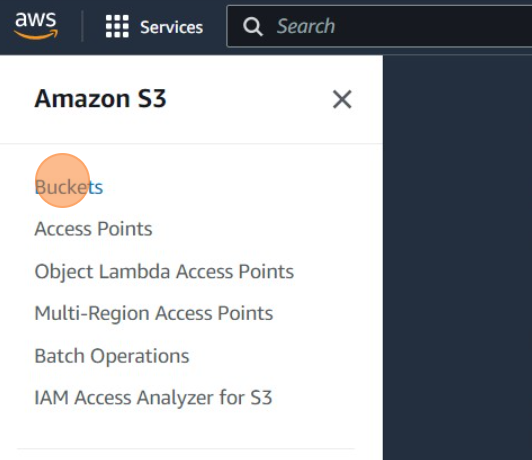 aws Services Search
Amazon S3
Buckets
Access Points
Object Lambda Access Points
Multi-Region Access Points
Batch Operations
IAM Access Analyzer for S3